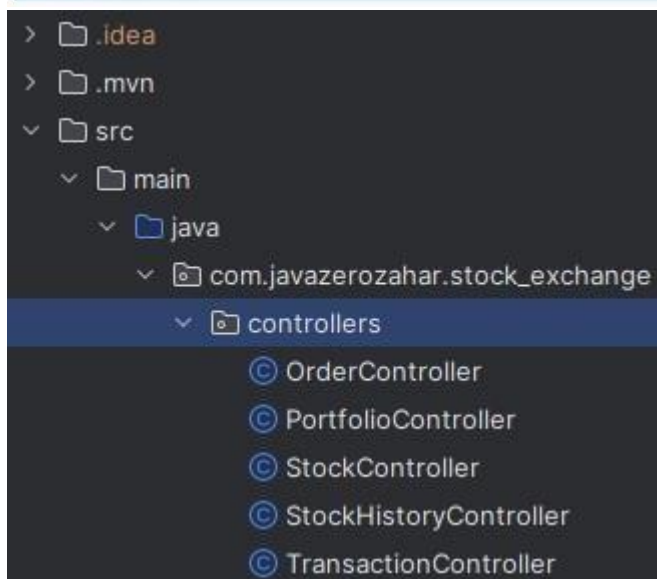 .idea
.mvn
src
main
java
com.javazerozahar.stock_exchange
controllers
C OrderController
C PortfolioController
C StockController
C StockHistoryController
C TransactionController